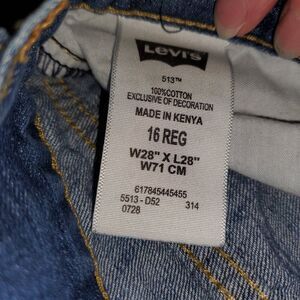 Levi's
513™
100%COTTON
EXCLUSIVE OF DECORATION
MADE IN KENYA
16 REG
W28" X L28"
W71 CM
617845445455
5513 - D52 314
0728